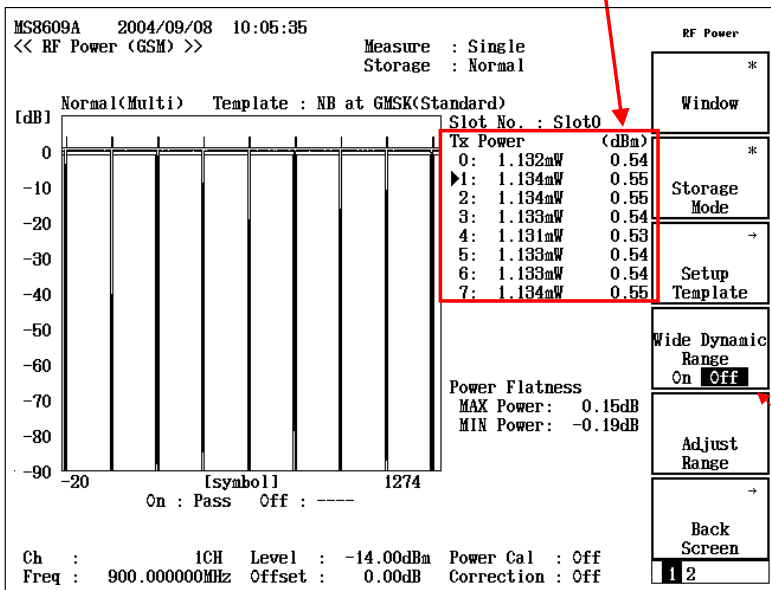 MS8609A 2004/09/08 10:05:35
<< RF Power (GSM) >>
Measure : Single
Storage : Normal
Normal(Multi) Template : NB at GMSK(Standard)
[dB]
0
-10
-20
-30
-40
-50
-60
-70
-80
-90
-20 [symbol] 1274
On : Pass Off : ----
Slot No. : Slot0
Tx Power (dBm)
0: 1.132mW 0.54
▶1: 1.134mW 0.55
2: 1.134mW 0.55
3: 1.133mW 0.54
4: 1.131mW 0.53
5: 1.133mW 0.54
6: 1.133mW 0.54
7: 1.134mW 0.55
Power Flatness
MAX Power: 0.15dB
MIN Power: -0.19dB
Ch : 1CH Level : -14.00dBm Power Cal : Off
Freq : 900.000000MHz Offset : 0.00dB Correction : Off
RF Power
*
Window
*
Storage
Mode
→
Setup
Template
Wide Dynamic
Range
On Off
Adjust
Range
→
Back
Screen
1 2